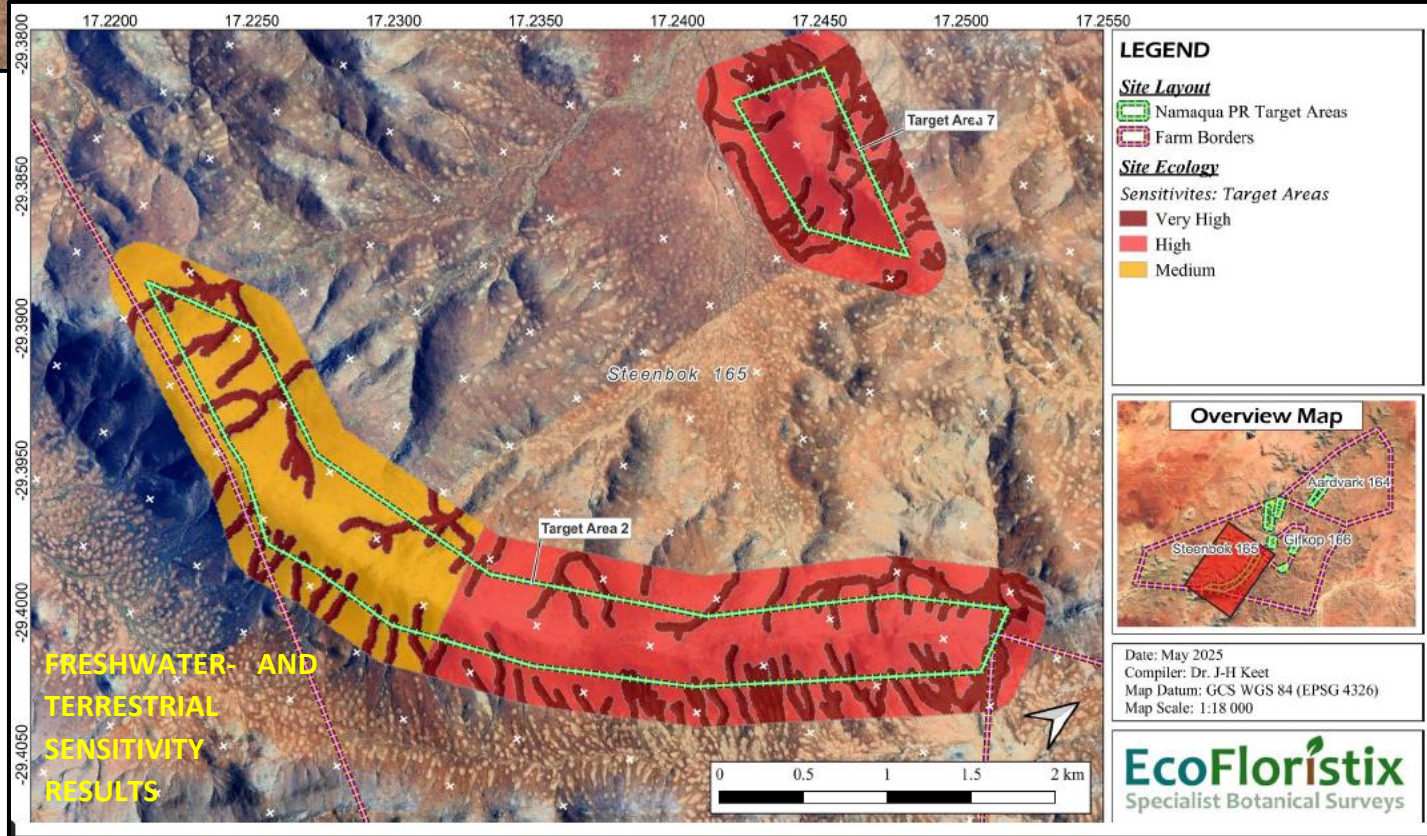 17.2200 17.2250 17.2300 17.2350 17.2400 17.2450 17.2500 17.2550
-29.3800
-29.3850
-29.3900
-29.3950
-29.4000
-29.4050
Target Area 7
Steenbok 165
Target Area 2
FRESHWATER- AND
TERRESTRIAL
SENSITIVITY
RESULTS
0 0.5 1 1.5 2 km
LEGEND
Site Layout
Namaqua PR Target Areas
Farm Borders
Site Ecology
Sensitivites: Target Areas
Very High
High
Medium
Overview Map
Aardvark 164
Steenbok 165
Gifkop 166
Date: May 2025
Compiler: Dr. J-H Keet
Map Datum: GCS WGS 84 (EPSG 4326)
Map Scale: 1:18 000
EcoFloristix
Specialist Botanical Surveys